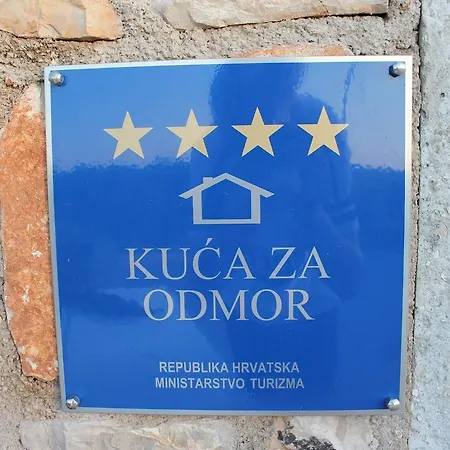 KUĆA ZA
ODMOR
REPUBLIKA HRVATSKA
MINISTARSTVO TURIZMA